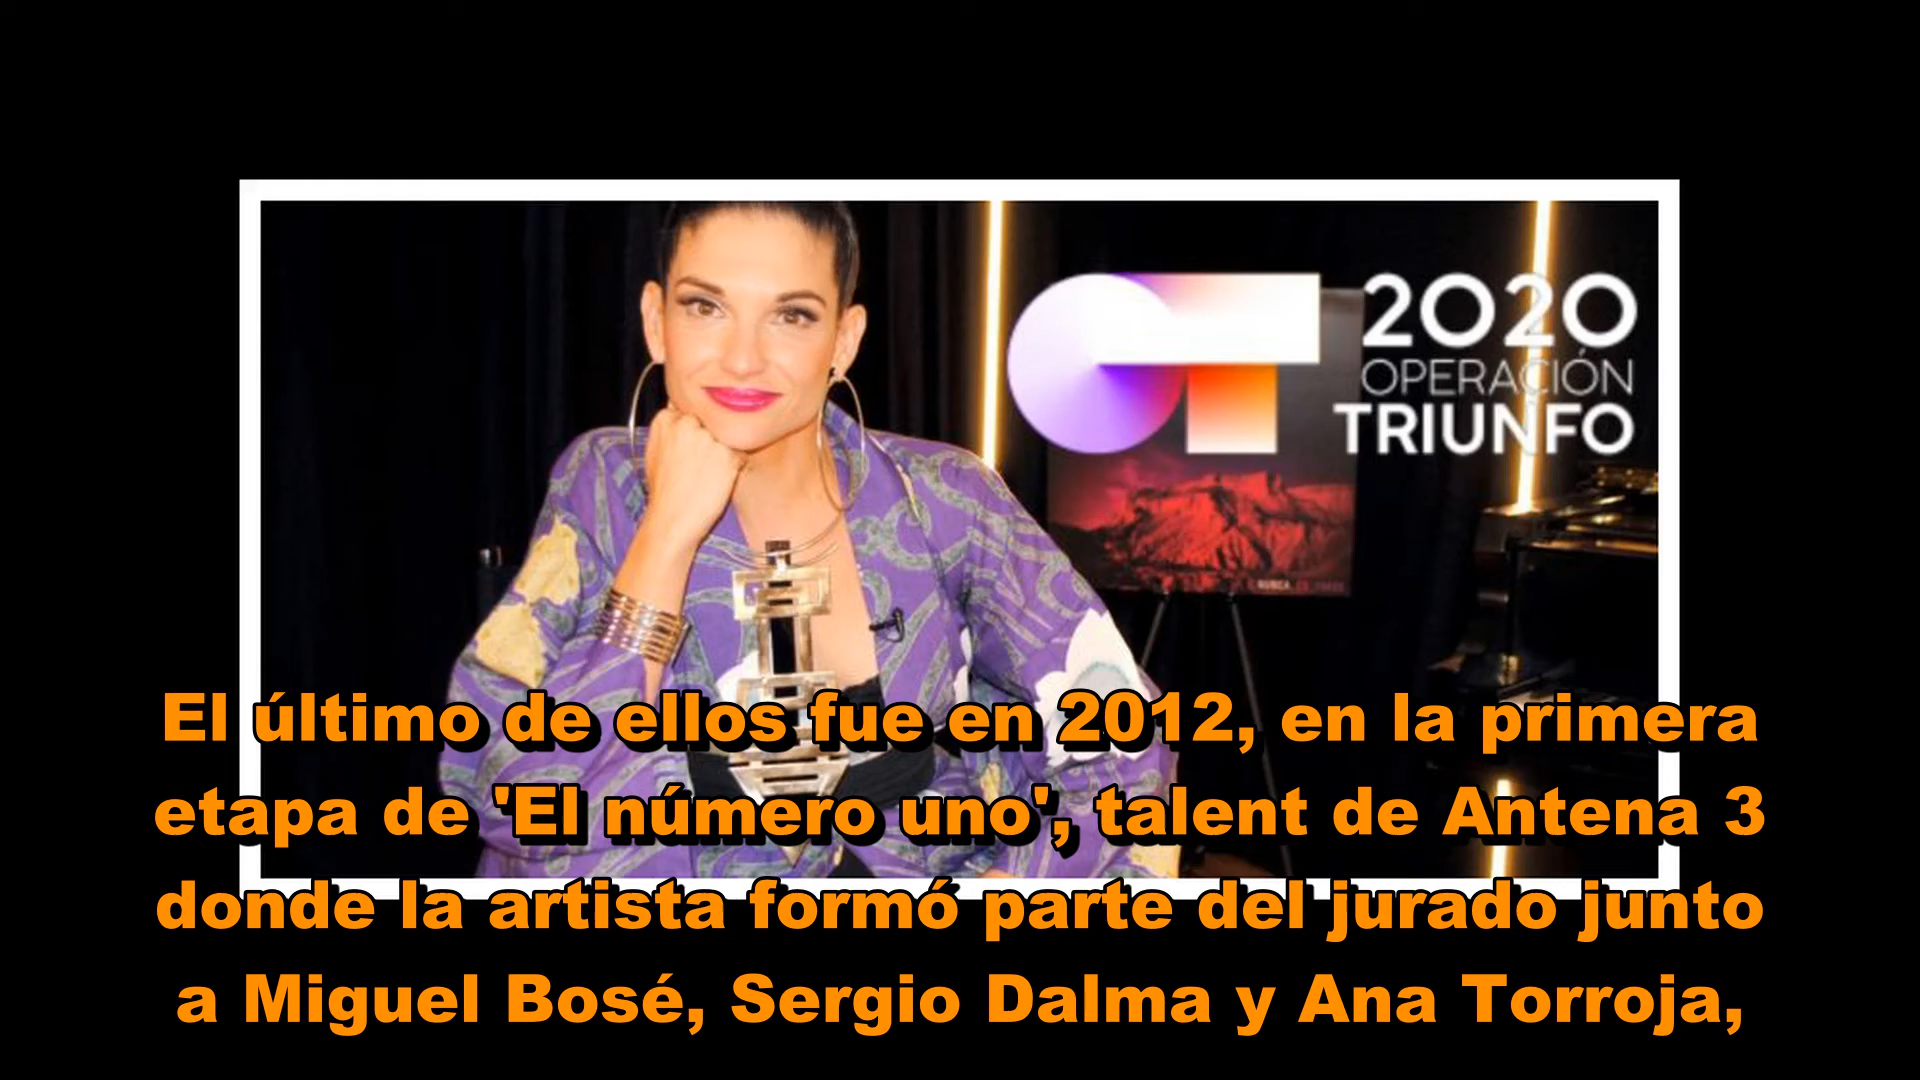 2020
OPERACIÓN
TRIUNFO
El último de ellos fue en 2012, en la primera
etapa de 'El número uno', talent de Antena 3
donde la artista formó parte del jurado junto
a Miguel Bosé, Sergio Dalma y Ana Torroja,